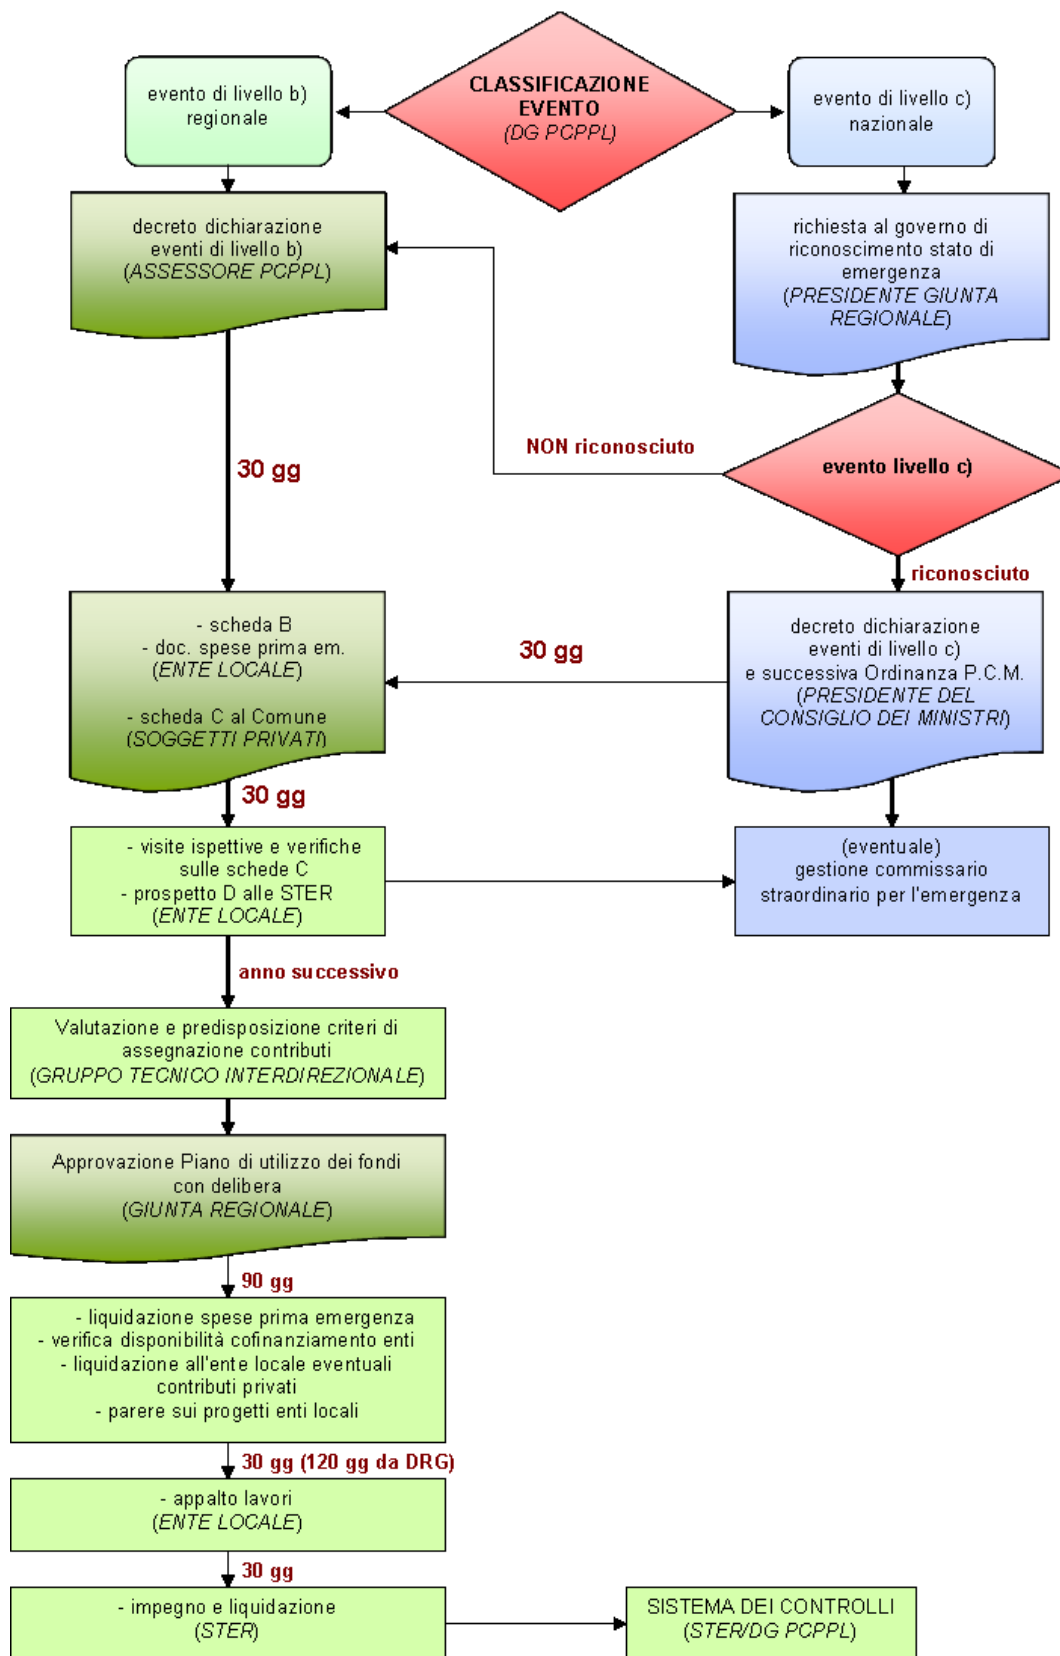 evento di livello b)
regionale
CLASSIFICAZIONE
EVENTO
(DG PCPPL)
evento di livello c)
nazionale
decreto dichiarazione
eventi di livello b)
(ASSESSORE PCPPL)
richiesta al governo di
riconoscimento stato di
emergenza
(PRESIDENTE GIUNTA
REGIONALE)
NON riconosciuto
evento livello c)
30 gg
riconosciuto
- scheda B
- doc. spese prima em.
(ENTE LOCALE)
- scheda C al Comune
(SOGGETTI PRIVATI)
30 gg
decreto dichiarazione
eventi di livello c)
e successiva Ordinanza P.C.M.
(PRESIDENTE DEL
CONSIGLIO DEI MINISTRI)
30 gg
- visite ispettive e verifiche
sulle schede C
- prospetto D alle STER
(ENTE LOCALE)
(eventuale)
gestione commissario
straordinario per l'emergenza
anno successivo
Valutazione e predisposizione criteri di
assegnazione contributi
(GRUPPO TECNICO INTERDIREZIONALE)
Approvazione Piano di utilizzo dei fondi
con delibera
(GIUNTA REGIONALE)
90 gg
- liquidazione spese prima emergenza
- verifica disponibilità cofinanziamento enti
- liquidazione all'ente locale eventuali
contributi privati
- parere sui progetti enti locali
30 gg (120 gg da DRG)
- appalto lavori
(ENTE LOCALE)
30 gg
- impegno e liquidazione
(STER)
SISTEMA DEI CONTROLLI
(STER/DG PCPPL)